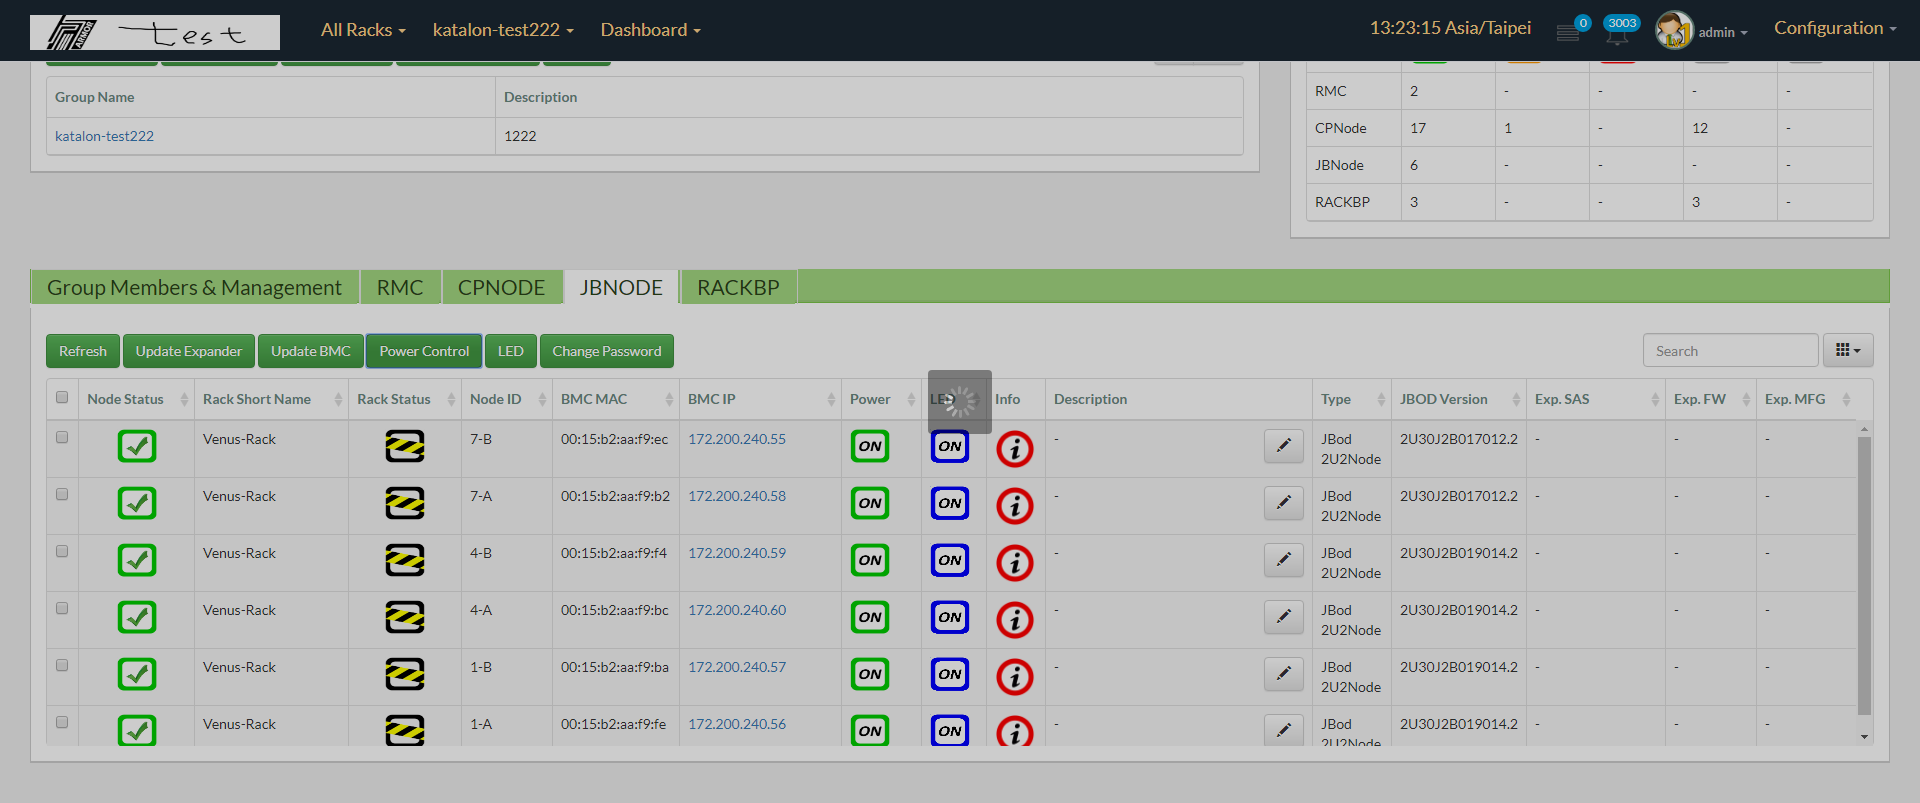 ARMOR test All Racks katalon-test222 Dashboard 13:23:15 Asia/Taipei 0 3003 admin Configuration
Group Name Description
katalon-test222 1222
RMC 2 - - - -
CPNode 17 1 - 12 -
JBNode 6 - - - -
RACKBP 3 - - 3 -
Group Members & Management RMC CPNODE JBNODE RACKBP
Refresh Update Expander Update BMC Power Control LED Change Password Search
Node Status Rack Short Name Rack Status Node ID BMC MAC BMC IP Power LED Info Description Type JBOD Version Exp. SAS Exp. FW Exp. MFG
Venus-Rack 7-B 00:15:b2:aa:f9:ec 172.200.240.55 ON ON i - JBod 2U30J2B017012.2 - - -
2U2Node
Venus-Rack 7-A 00:15:b2:aa:f9:b2 172.200.240.58 ON ON i - JBod 2U30J2B017012.2 - - -
2U2Node
Venus-Rack 4-B 00:15:b2:aa:f9:f4 172.200.240.59 ON ON i - JBod 2U30J2B019014.2 - - -
2U2Node
Venus-Rack 4-A 00:15:b2:aa:f9:bc 172.200.240.60 ON ON i - JBod 2U30J2B019014.2 - - -
2U2Node
Venus-Rack 1-B 00:15:b2:aa:f9:ba 172.200.240.57 ON ON i - JBod 2U30J2B019014.2 - - -
2U2Node
Venus-Rack 1-A 00:15:b2:aa:f9:fe 172.200.240.56 ON ON i - JBod 2U30J2B019014.2 - - -
2U2Node